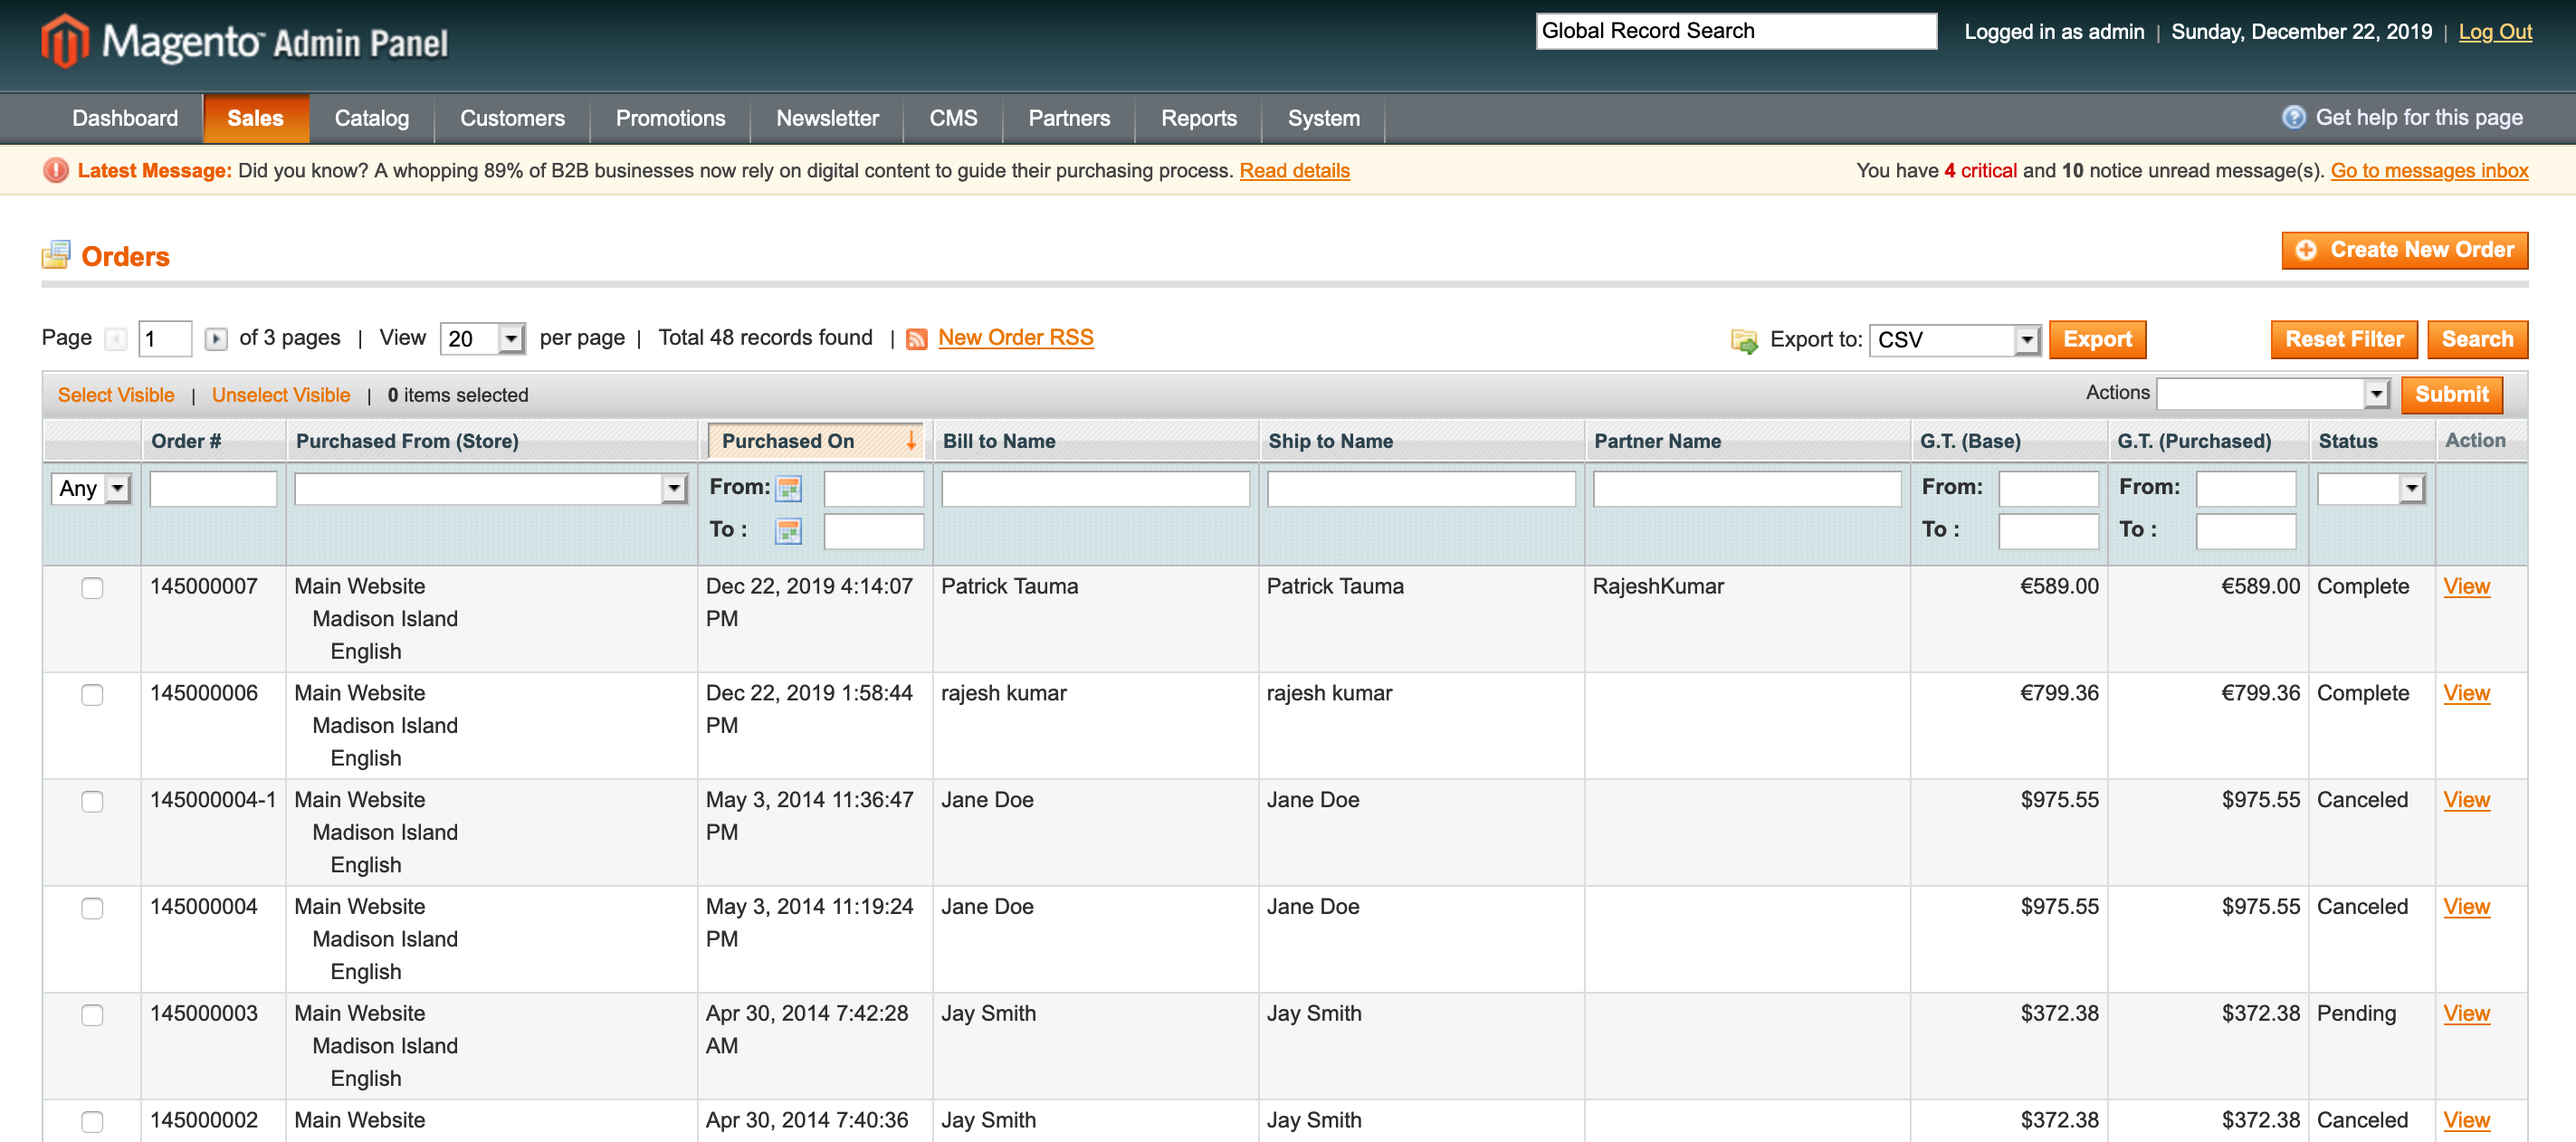 Magento™ Admin Panel
Global Record Search
Logged in as admin | Sunday, December 22, 2019 | Log Out
Dashboard Sales Catalog Customers Promotions Newsletter CMS Partners Reports System
Get help for this page
Latest Message: Did you know? A whopping 89% of B2B businesses now rely on digital content to guide their purchasing process. Read details
You have 4 critical and 10 notice unread message(s). Go to messages inbox
Orders
Create New Order
Page 1 of 3 pages | View 20 per page | Total 48 records found | New Order RSS
Export to: CSV Export Reset Filter Search
Select Visible | Unselect Visible | 0 items selected
Actions Submit
Order # Purchased From (Store) Purchased On Bill to Name Ship to Name Partner Name G.T. (Base) G.T. (Purchased) Status Action
Any From: From: From:
To : To : To :
145000007 Main Website Dec 22, 2019 4:14:07 Patrick Tauma Patrick Tauma RajeshKumar €589.00 €589.00 Complete View
Madison Island PM
English
145000006 Main Website Dec 22, 2019 1:58:44 rajesh kumar rajesh kumar €799.36 €799.36 Complete View
Madison Island PM
English
145000004-1 Main Website May 3, 2014 11:36:47 Jane Doe Jane Doe $975.55 $975.55 Canceled View
Madison Island PM
English
145000004 Main Website May 3, 2014 11:19:24 Jane Doe Jane Doe $975.55 $975.55 Canceled View
Madison Island PM
English
145000003 Main Website Apr 30, 2014 7:42:28 Jay Smith Jay Smith $372.38 $372.38 Pending View
Madison Island AM
English
145000002 Main Website Apr 30, 2014 7:40:36 Jay Smith Jay Smith $372.38 $372.38 Canceled View